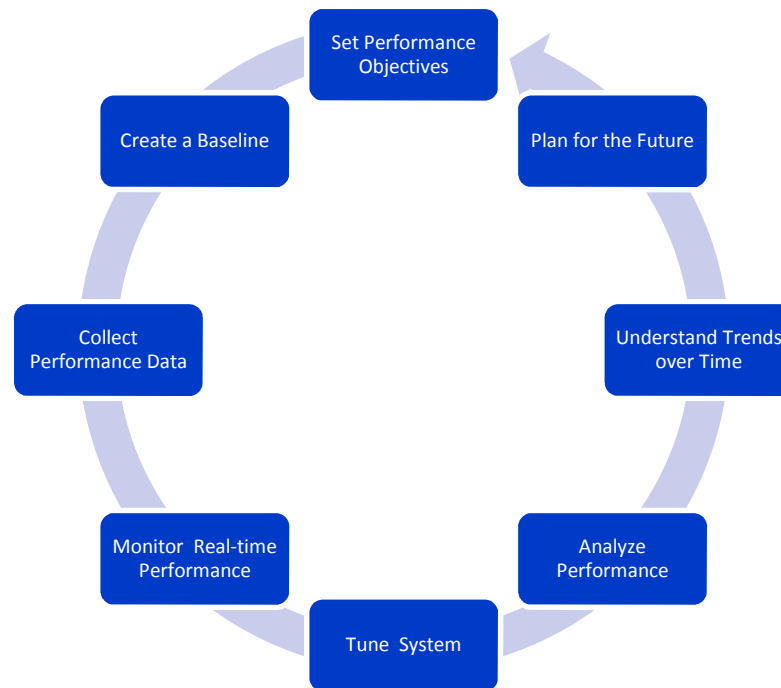 Set Performance
Objectives
Create a Baseline
Plan for the Future
Collect
Performance Data
Understand Trends
over Time
Monitor  Real-time
Performance
Analyze
Performance
Tune  System